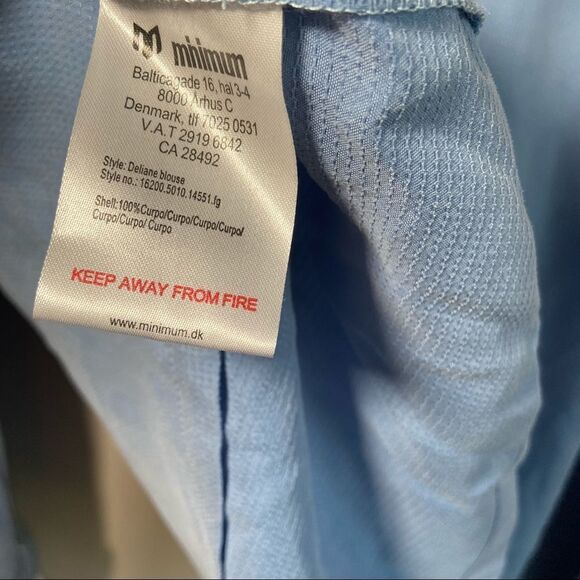 minimum
Balticagade 16, hal 3-4
8000 Århus C
Denmark, tlf 7025 0531
V.A.T 2919 6842
CA 28492
Style: Deliane blouse
Style no.: 16200.5010.14551.lg
Shell:100%Curpo/Curpo/Curpo/Curpo/
Curpo/Curpo/ Curpo
KEEP AWAY FROM FIRE
www.minimum.dk